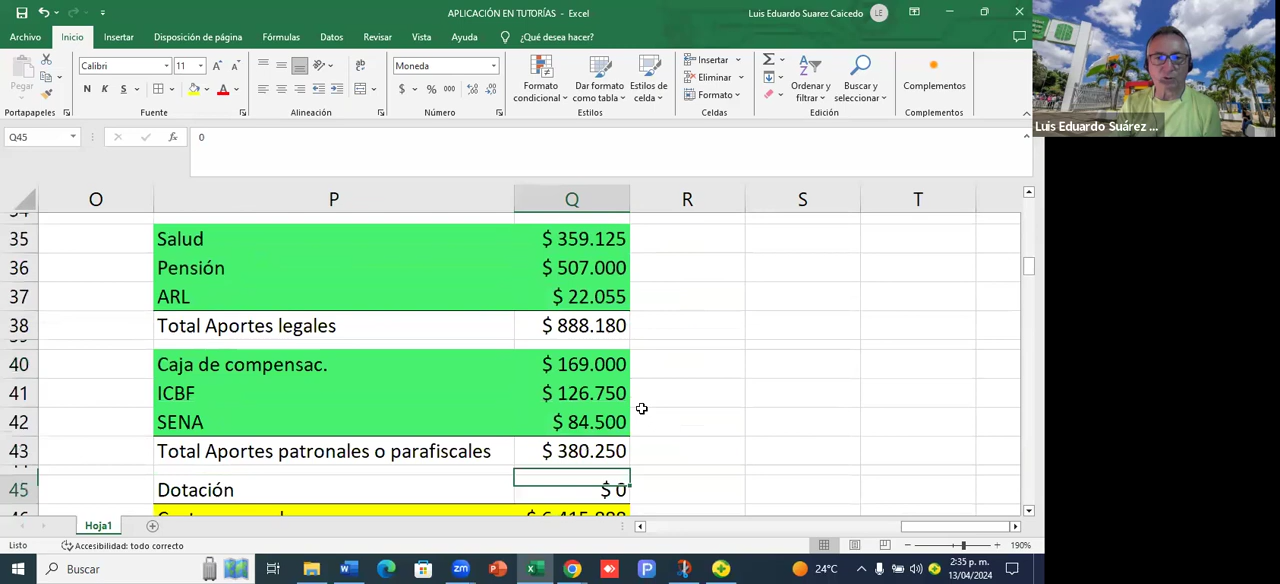 APLICACIÓN EN TUTORÍAS - Excel
Luis Eduardo Suarez Caicedo LE
Archivo Inicio Insertar Disposición de página Fórmulas Datos Revisar Vista Ayuda ¿Qué desea hacer?
Calibri 11 Moneda Insertar
Pegar Eliminar
N K S $ % 000 Formato Dar formato Estilos de Formato Ordenar y Buscar y Complementos
condicional como tabla celda filtrar seleccionar
Portapapeles Fuente Alineación Número Estilos Celdas Edición Complementos
Luis Eduardo Suárez ...
Q45 fx 0
O P Q R S T
35 Salud $ 359.125
36 Pensión $ 507.000
37 ARL $ 22.055
38 Total Aportes legales $ 888.180
40 Caja de compensac. $ 169.000
41 ICBF $ 126.750
42 SENA $ 84.500
43 Total Aportes patronales o parafiscales $ 380.250
45 Dotación $ 0
Hoja1
Listo Accesibilidad: todo correcto 190%
Buscar 24°C 2:35 p. m.
13/04/2024